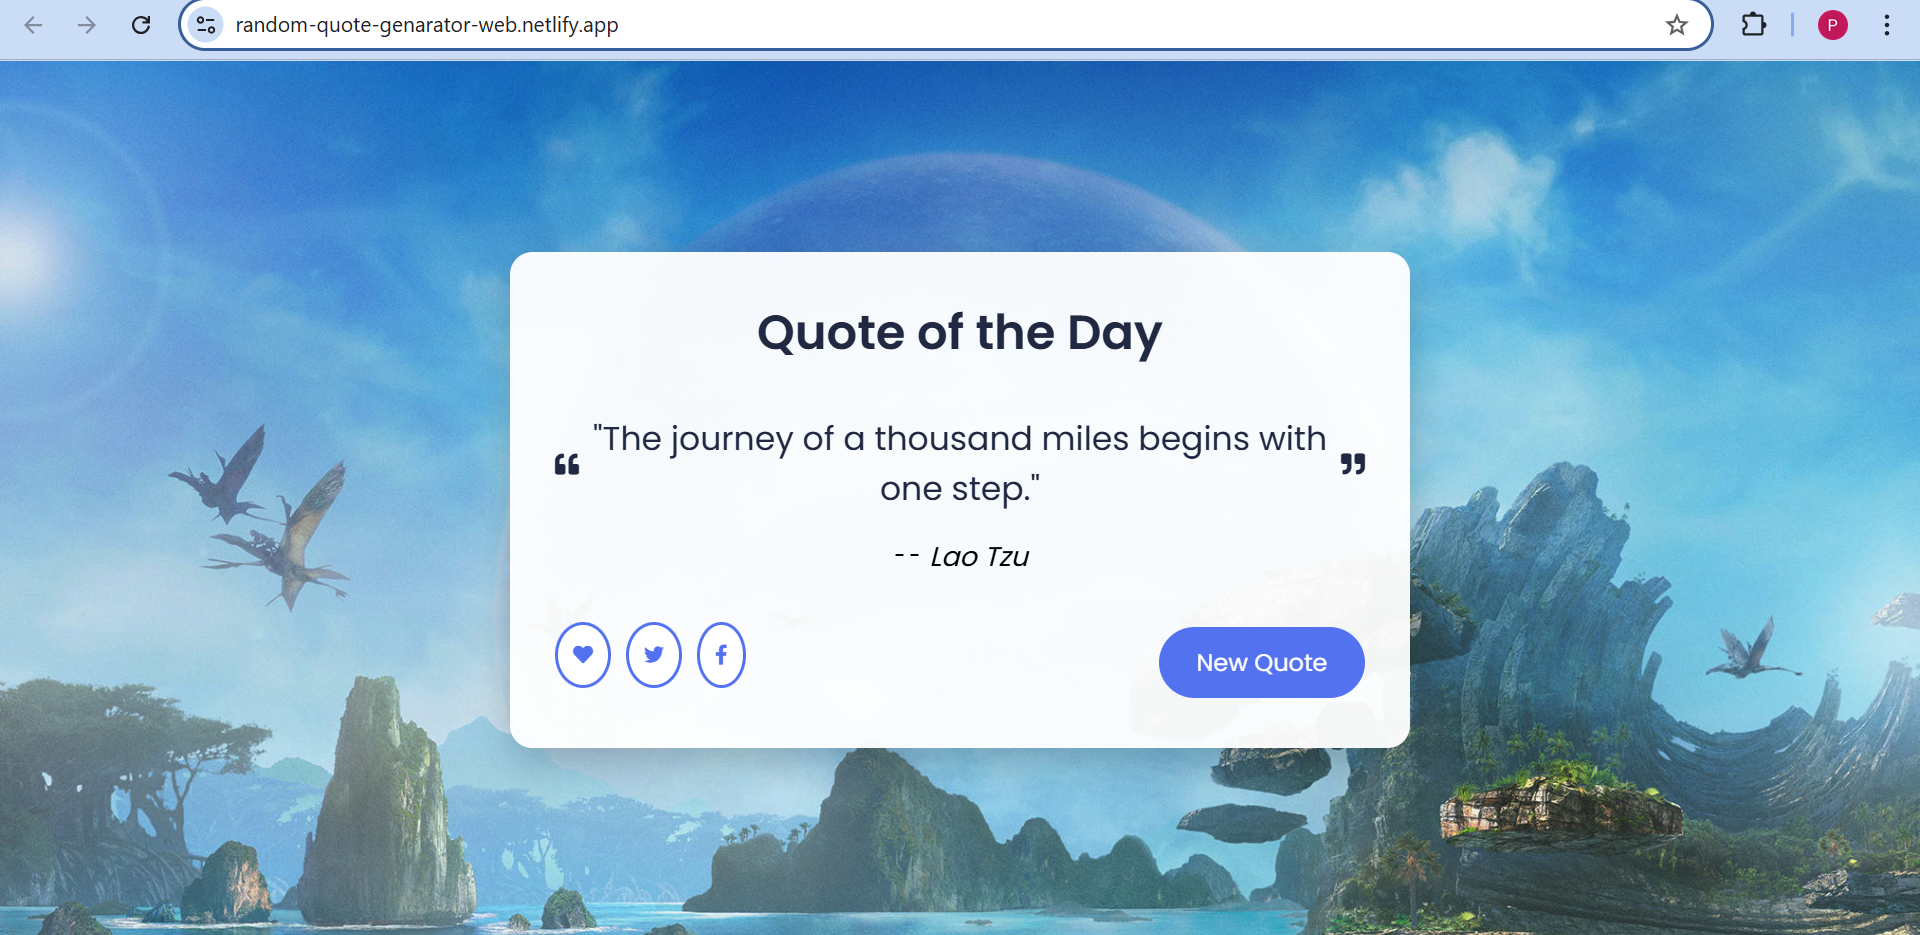 random-quote-genarator-web.netlify.app
P
Quote of the Day
"The journey of a thousand miles begins with
“ ”
one step."
-- Lao Tzu
New Quote